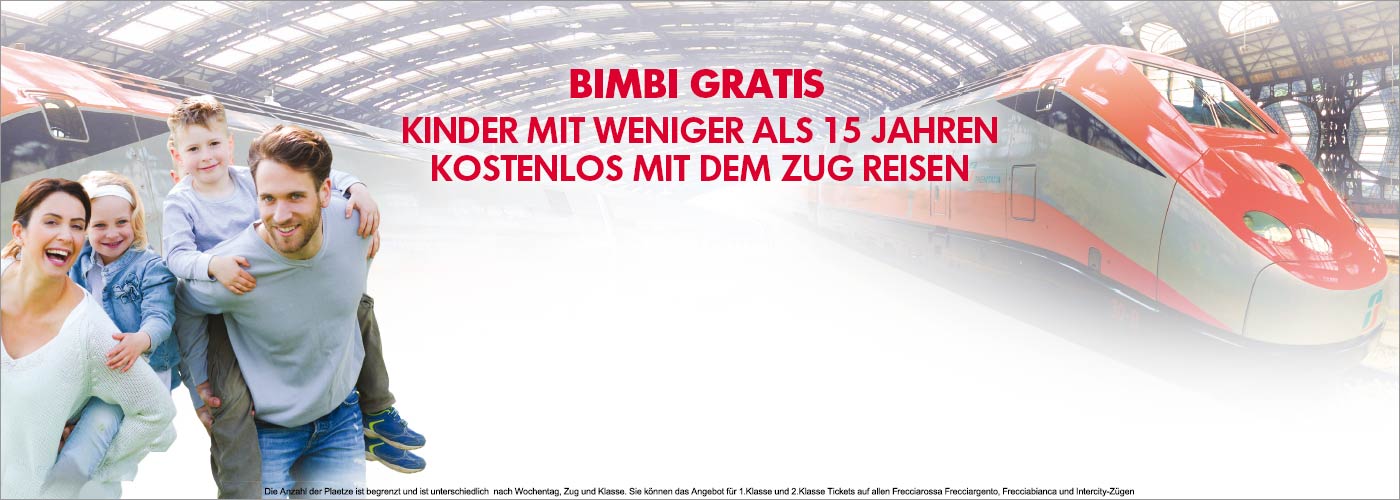 BIMBI GRATIS
KINDER MIT WENIGER ALS 15 JAHREN
KOSTENLOS MIT DEM ZUG REISEN
Die Anzahl der Plaetze ist begrenzt und ist unterschiedlich nach Wochentag, Zug und Klasse. Sie können das Angebot für 1.Klasse und 2.Klasse Tickets auf allen Frecciarossa Frecciargento, Frecciabianca und Intercity-Zügen